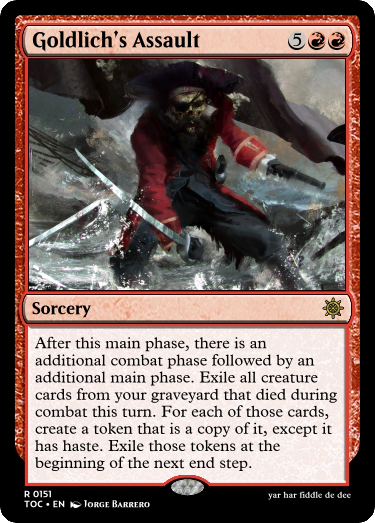 Goldlich's Assault 5
Sorcery
After this main phase, there is an
additional combat phase followed by an
additional main phase. Exile all creature
cards from your graveyard that died during
combat this turn. For each of those cards,
create a token that is a copy of it, except it
has haste. Exile those tokens at the
beginning of the next end step.
R 0151
TOC • EN Jorge Barrero
yar har fiddle de dee